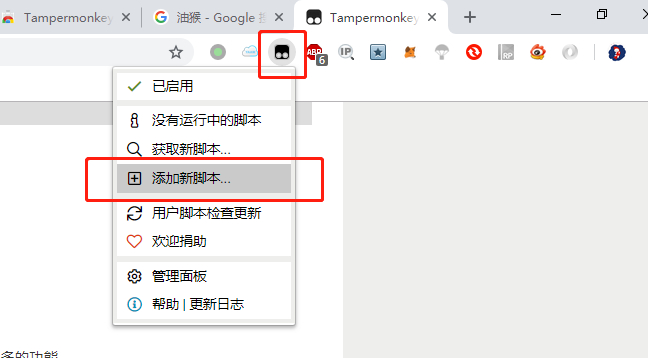 Tampermonkey
油猴 - Google 搜
Tampermonkey
ABP
6
IP
RP
已启用
没有运行中的脚本
获取新脚本...
添加新脚本...
用户脚本检查更新
欢迎捐助
管理面板
帮助 | 更新日志
多的功能